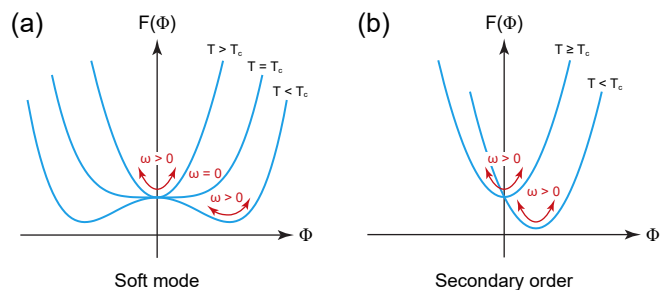 (a)
F(Φ)
T > Tc
T = Tc
T < Tc
ω > 0
ω = 0
ω > 0
Φ
Soft mode
(b)
F(Φ)
T ≥ Tc
T < Tc
ω > 0
ω > 0
Φ
Secondary order